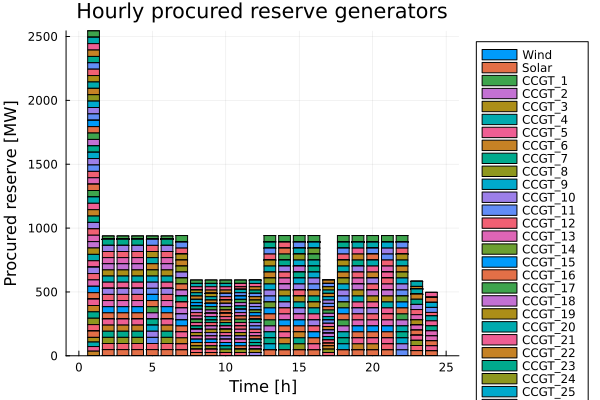 Hourly procured reserve generators
Procured reserve [MW]
2500
2000
1500
1000
500
0
0 5 10 15 20 25
Time [h]
Wind
Solar
CCGT_1
CCGT_2
CCGT_3
CCGT_4
CCGT_5
CCGT_6
CCGT_7
CCGT_8
CCGT_9
CCGT_10
CCGT_11
CCGT_12
CCGT_13
CCGT_14
CCGT_15
CCGT_16
CCGT_17
CCGT_18
CCGT_19
CCGT_20
CCGT_21
CCGT_22
CCGT_23
CCGT_24
CCGT_25